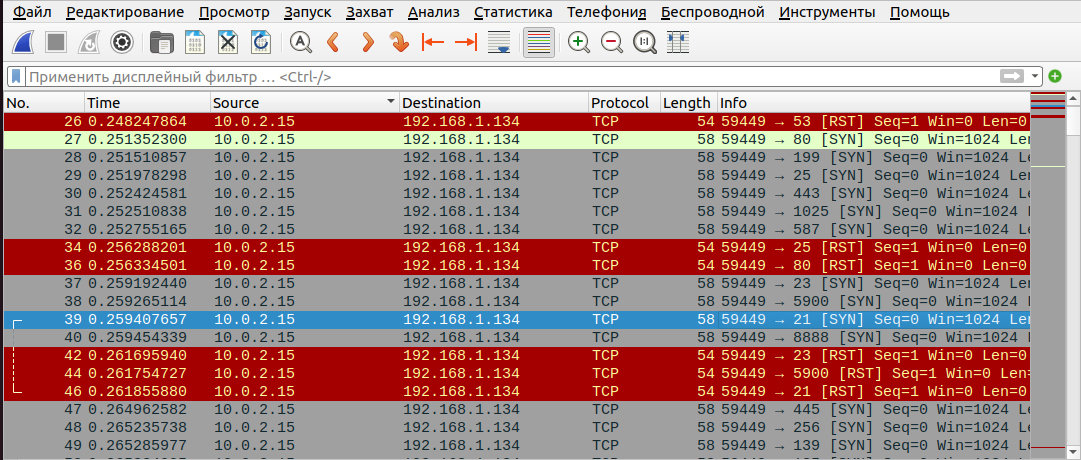 Файл Редактирование Просмотр Запуск Захват Анализ Статистика Телефония Беспроводной Инструменты Помощь
Применить дисплейный фильтр ... <Ctrl-/>
No. Time Source Destination Protocol Length Info
26 0.248247864 10.0.2.15 192.168.1.134 TCP 54 59449 → 53 [RST] Seq=1 Win=0 Len=0
27 0.251352300 10.0.2.15 192.168.1.134 TCP 58 59449 → 80 [SYN] Seq=0 Win=1024 Len
28 0.251510857 10.0.2.15 192.168.1.134 TCP 58 59449 → 199 [SYN] Seq=0 Win=1024 Le
29 0.251978298 10.0.2.15 192.168.1.134 TCP 58 59449 → 25 [SYN] Seq=0 Win=1024 Len
30 0.252424581 10.0.2.15 192.168.1.134 TCP 58 59449 → 443 [SYN] Seq=0 Win=1024 Le
31 0.252510838 10.0.2.15 192.168.1.134 TCP 58 59449 → 1025 [SYN] Seq=0 Win=1024
32 0.252755165 10.0.2.15 192.168.1.134 TCP 58 59449 → 587 [SYN] Seq=0 Win=1024 Le
34 0.256288201 10.0.2.15 192.168.1.134 TCP 54 59449 → 25 [RST] Seq=1 Win=0 Len=0
36 0.256334501 10.0.2.15 192.168.1.134 TCP 54 59449 → 80 [RST] Seq=1 Win=0 Len=0
37 0.259192440 10.0.2.15 192.168.1.134 TCP 58 59449 → 23 [SYN] Seq=0 Win=1024 Len
38 0.259265114 10.0.2.15 192.168.1.134 TCP 58 59449 → 5900 [SYN] Seq=0 Win=1024
39 0.259407657 10.0.2.15 192.168.1.134 TCP 58 59449 → 21 [SYN] Seq=0 Win=1024 Len
40 0.259454339 10.0.2.15 192.168.1.134 TCP 58 59449 → 8888 [SYN] Seq=0 Win=1024
42 0.261695940 10.0.2.15 192.168.1.134 TCP 54 59449 → 23 [RST] Seq=1 Win=0 Len=0
44 0.261754727 10.0.2.15 192.168.1.134 TCP 54 59449 → 5900 [RST] Seq=1 Win=0 Len=
46 0.261855880 10.0.2.15 192.168.1.134 TCP 54 59449 → 21 [RST] Seq=1 Win=0 Len=0
47 0.264962582 10.0.2.15 192.168.1.134 TCP 58 59449 → 445 [SYN] Seq=0 Win=1024 Le
48 0.265235738 10.0.2.15 192.168.1.134 TCP 58 59449 → 256 [SYN] Seq=0 Win=1024 Le
49 0.265285977 10.0.2.15 192.168.1.134 TCP 58 59449 → 139 [SYN] Seq=0 Win=1024 Le